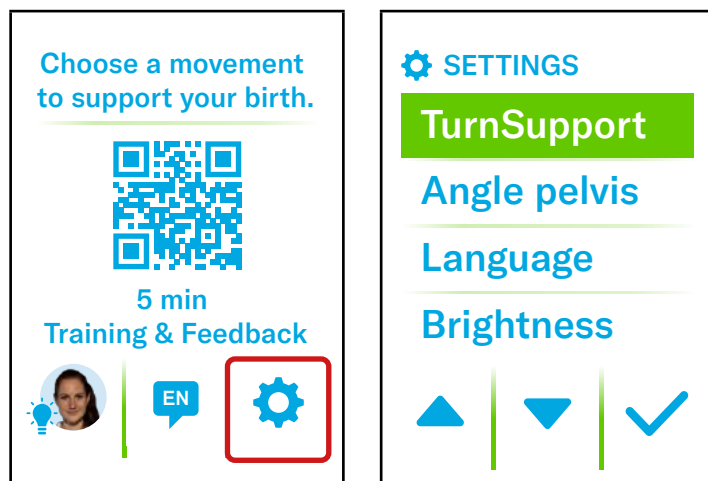 Choose a movement
to support your birth.
5 min
Training & Feedback
EN
SETTINGS
TurnSupport
Angle pelvis
Language
Brightness